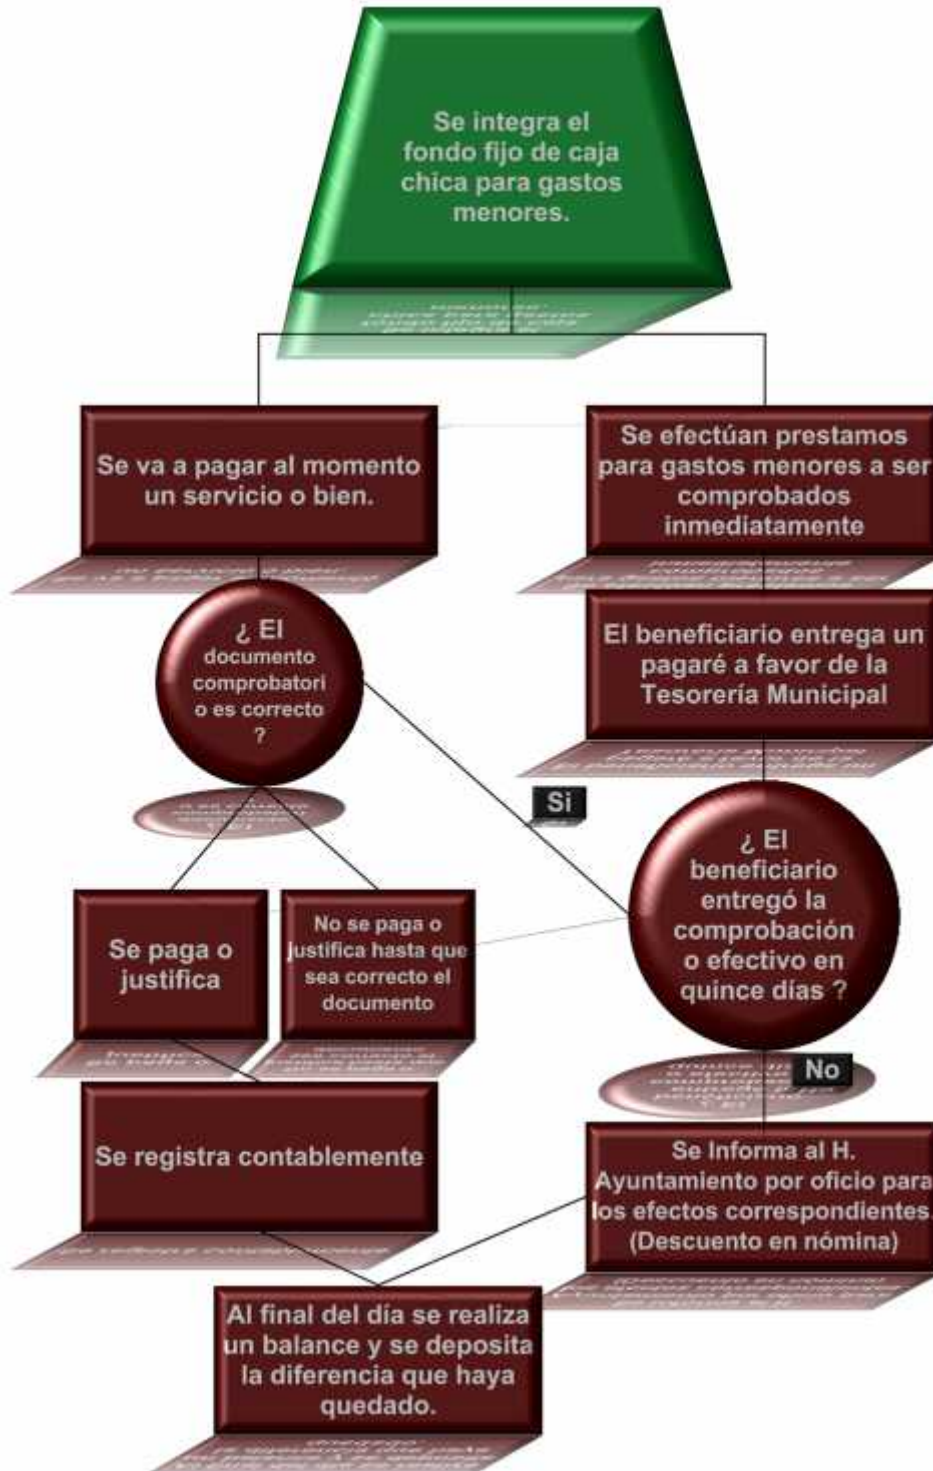 Se integra el
fondo fijo de caja
chica para gastos
menores.
Se va a pagar al momento
un servicio o bien.
Se efectúan prestamos
para gastos menores a ser
comprobados
inmediatamente
¿ El
documento
comprobatori
o es correcto
?
El beneficiario entrega un
pagaré a favor de la
Tesorería Municipal
Si
¿ El
beneficiario
entregó la
comprobación
o efectivo en
quince días ?
Se paga o
justifica
No se paga o
justifica hasta que
sea correcto el
documento
No
Se registra contablemente
Se Informa al H.
Ayuntamiento por oficio para
los efectos correspondientes.
(Descuento en nómina)
Al final del día se realiza
un balance y se deposita
la diferencia que haya
quedado.